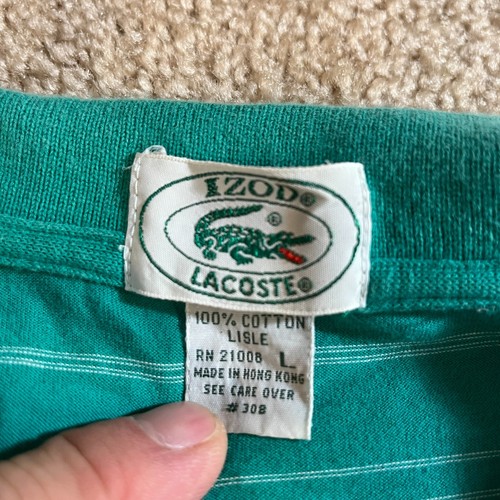 IZOD®
®
LACOSTE®
100% COTTON
LISLE
RN 21008 L
MADE IN HONG KONG
SEE CARE OVER
# 308